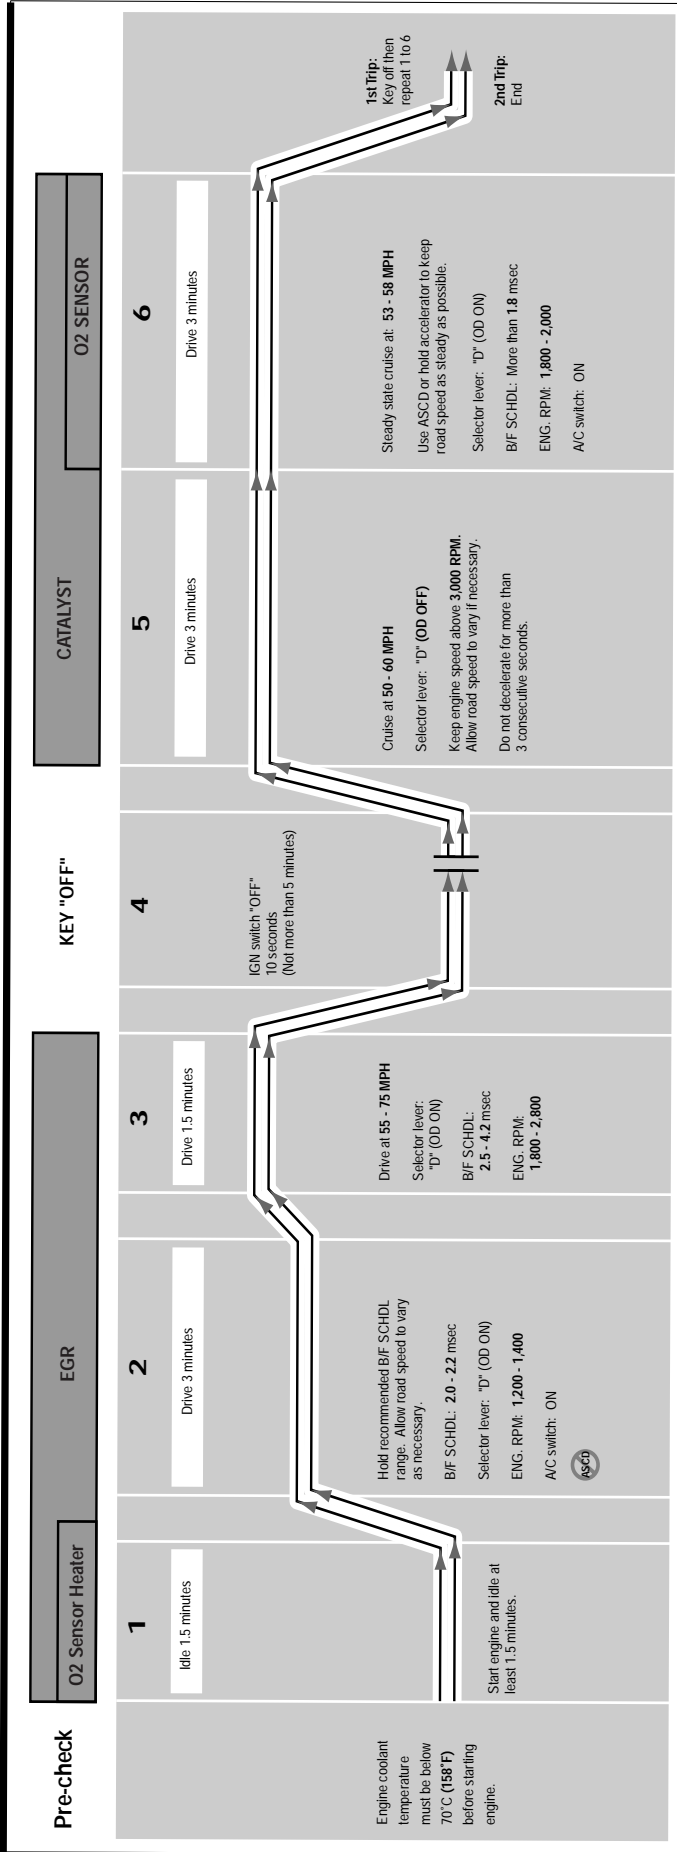 Pre-check
Engine coolant
temperature
must be below
70˚C (158˚F)
before starting
engine.
EGR
O2 Sensor Heater
1
Idle 1.5 minutes
Start engine and idle at
least 1.5 minutes.
2
Drive 3 minutes
Hold recommended B/F SCHDL
range. Allow road speed to vary
as necessary.
B/F SCHDL: 2.0 - 2.2 msec
Selector lever: "D" (OD ON)
ENG. RPM: 1,200 - 1,400
A/C switch: ON
ASCD
3
Drive 1.5 minutes
Drive at 55 - 75 MPH
Selector lever:
"D" (OD ON)
B/F SCHDL:
2.5 - 4.2 msec
ENG. RPM:
1,800 - 2,800
KEY "OFF"
4
IGN switch "OFF"
10 seconds
(Not more than 5 minutes)
CATALYST
5
Drive 3 minutes
Cruise at 50 - 60 MPH
Selector lever: "D" (OD OFF)
Keep engine speed above 3,000 RPM.
Allow road speed to vary if necessary.
Do not decelerate for more than
3 consecutive seconds.
O2 SENSOR
6
Drive 3 minutes
Steady state cruise at: 53 - 58 MPH
Use ASCD or hold accelerator to keep
road speed as steady as possible.
Selector lever: "D" (OD ON)
B/F SCHDL: More than 1.8 msec
ENG. RPM: 1,800 - 2,000
A/C switch: ON
1st Trip:
Key off then
repeat 1 to 6
2nd Trip:
End